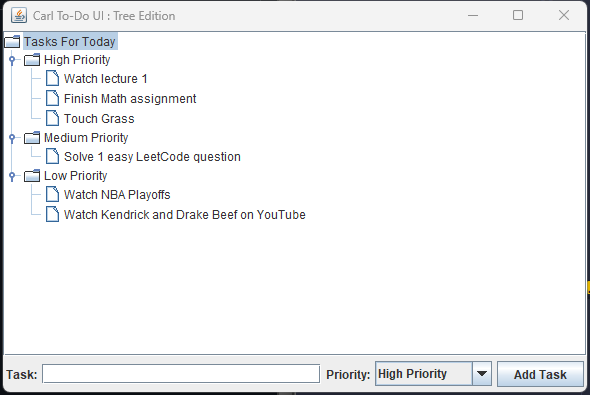 Carl To-Do UI : Tree Edition
Tasks For Today
High Priority
Watch lecture 1
Finish Math assignment
Touch Grass
Medium Priority
Solve 1 easy LeetCode question
Low Priority
Watch NBA Playoffs
Watch Kendrick and Drake Beef on YouTube
Task: Priority: High Priority Add Task